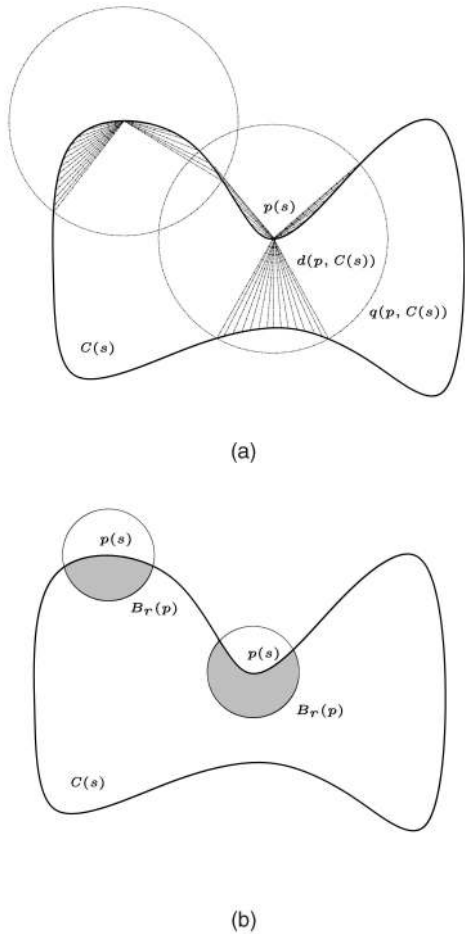 p(s)
d(p, C(s))
q(p, C(s))
C(s)
(a)
p(s)
B_r(p)
p(s)
B_r(p)
C(s)
(b)